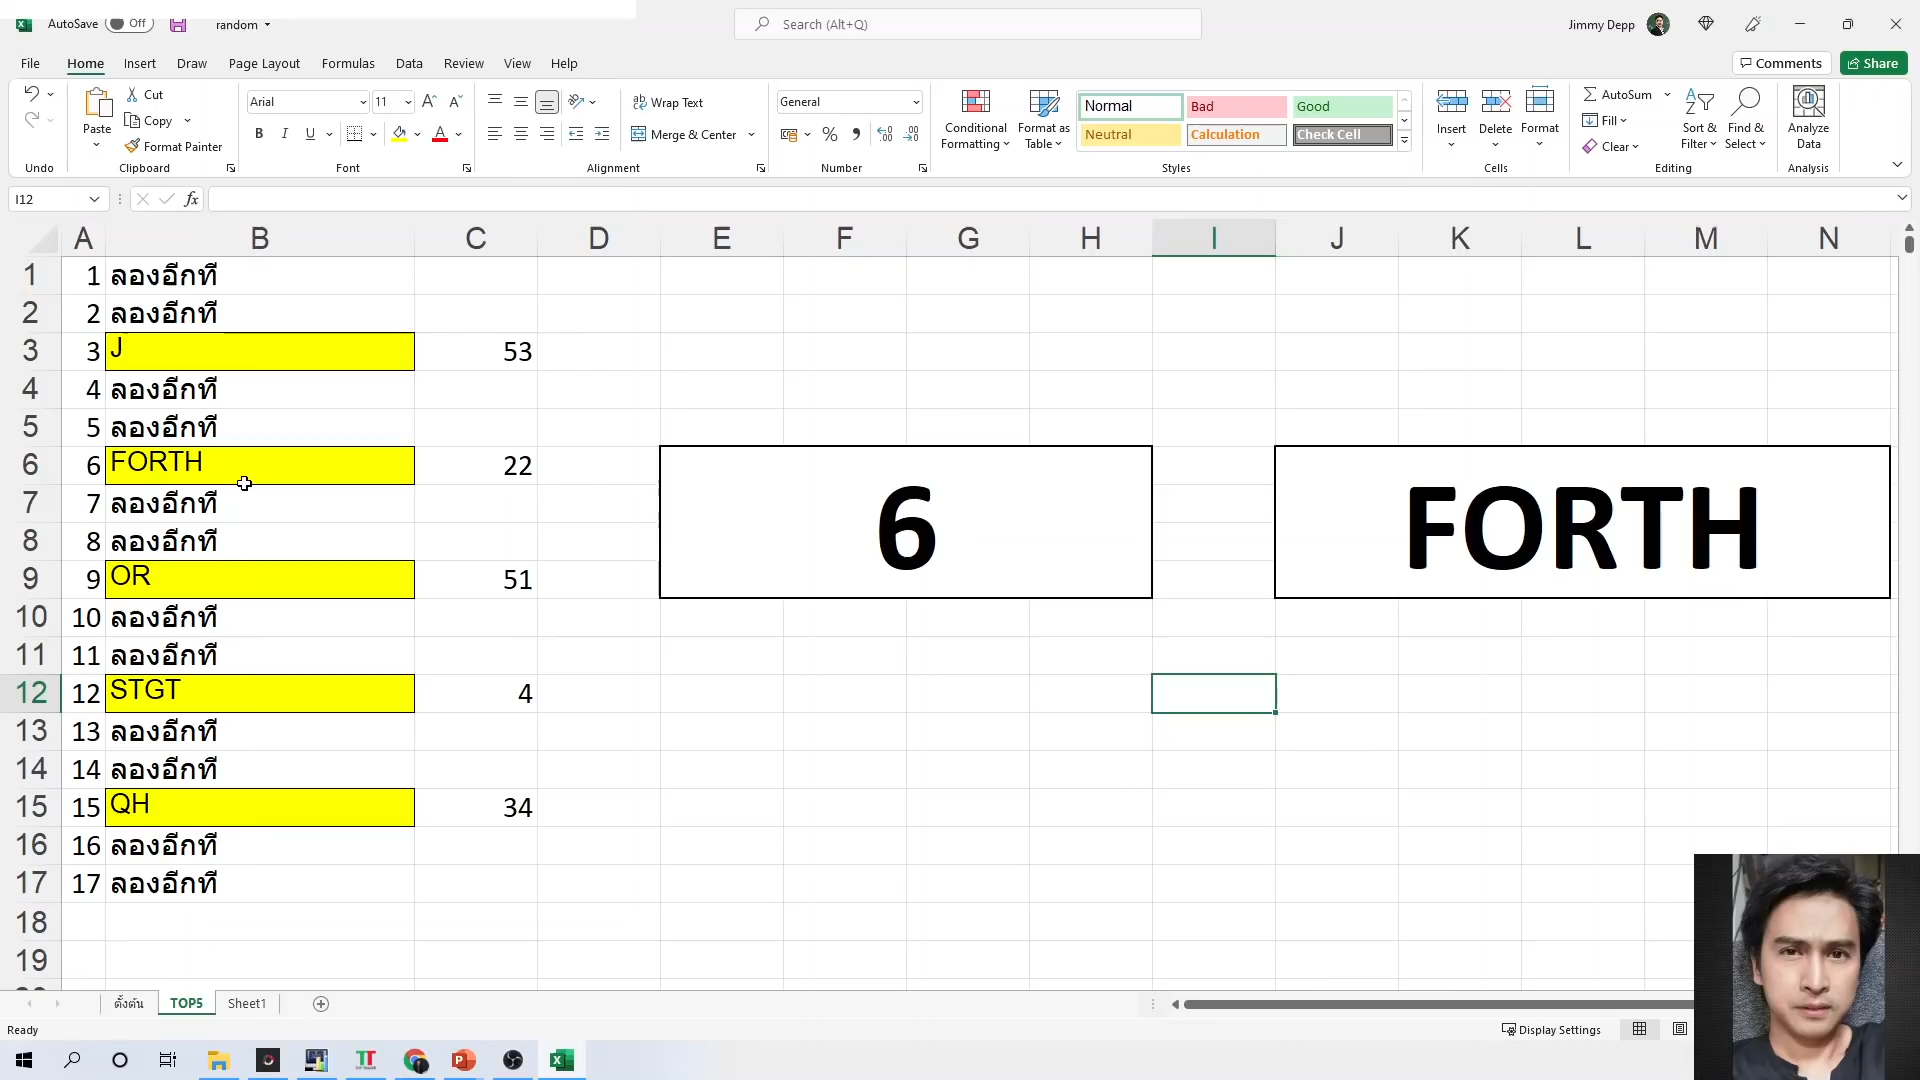 AutoSave Off random Search (Alt+Q) Jimmy Depp
File Home Insert Draw Page Layout Formulas Data Review View Help Comments Share
Cut
Copy
Format Painter
Paste
Undo Clipboard
Arial 11
B I U
Font
Wrap Text
Merge & Center
Alignment
General
Number
Conditional Formatting
Format as Table
Normal Bad Good
Neutral Calculation Check Cell
Styles
Insert Delete Format
Cells
AutoSum
Fill
Clear
Sort & Filter
Find & Select
Editing
Analyze Data
Analysis
I12 fx
A B C D E F G H I J K L M N
1 1 ลองอีกที
2 2 ลองอีกที
3 3 J 53
4 4 ลองอีกที
5 5 ลองอีกที
6 6 FORTH 22
7 7 ลองอีกที
8 8 ลองอีกที
6 FORTH
9 9 OR 51
10 10 ลองอีกที
11 11 ลองอีกที
12 12 STGT 4
13 13 ลองอีกที
14 14 ลองอีกที
15 15 QH 34
16 16 ลองอีกที
17 17 ลองอีกที
18
19
ตั้งต้น TOP5 Sheet1
Ready Display Settings